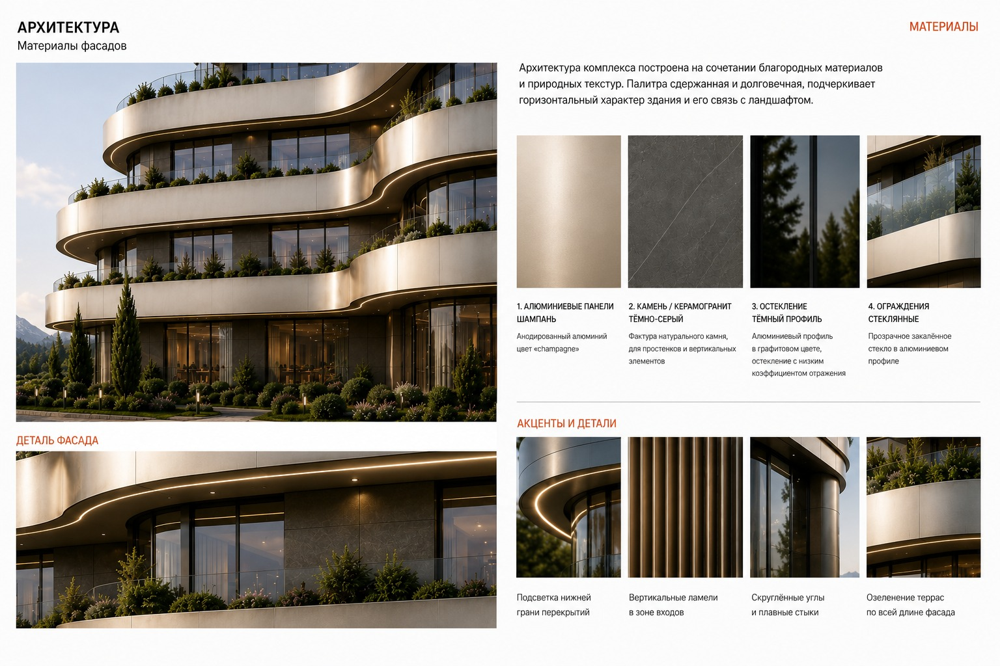 АРХИТЕКТУРА
Материалы фасадов
МАТЕРИАЛЫ
Архитектура комплекса построена на сочетании благородных материалов
и природных текстур. Палитра сдержанная и долговечная, подчеркивает
горизонтальный характер здания и его связь с ландшафтом.
1. АЛЮМИНИЕВЫЕ ПАНЕЛИ
ШАМПАНЬ
Анодированный алюминий
цвет «champagne»
2. КАМЕНЬ / КЕРАМОГРАНИТ
ТЁМНО-СЕРЫЙ
Фактура натурального камня,
для простенков и вертикальных
элементов
3. ОСТЕКЛЕНИЕ
ТЁМНЫЙ ПРОФИЛЬ
Алюминиевый профиль
в графитовом цвете,
остекление с низким
коэффициентом отражения
4. ОГРАЖДЕНИЯ
СТЕКЛЯННЫЕ
Прозрачное закалённое
стекло в алюминиевом
профиле
ДЕТАЛЬ ФАСАДА
АКЦЕНТЫ И ДЕТАЛИ
Подсветка нижней
грани перекрытий
Вертикальные ламели
в зоне входов
Скруглённые углы
и плавные стыки
Озеленение террас
по всей длине фасада